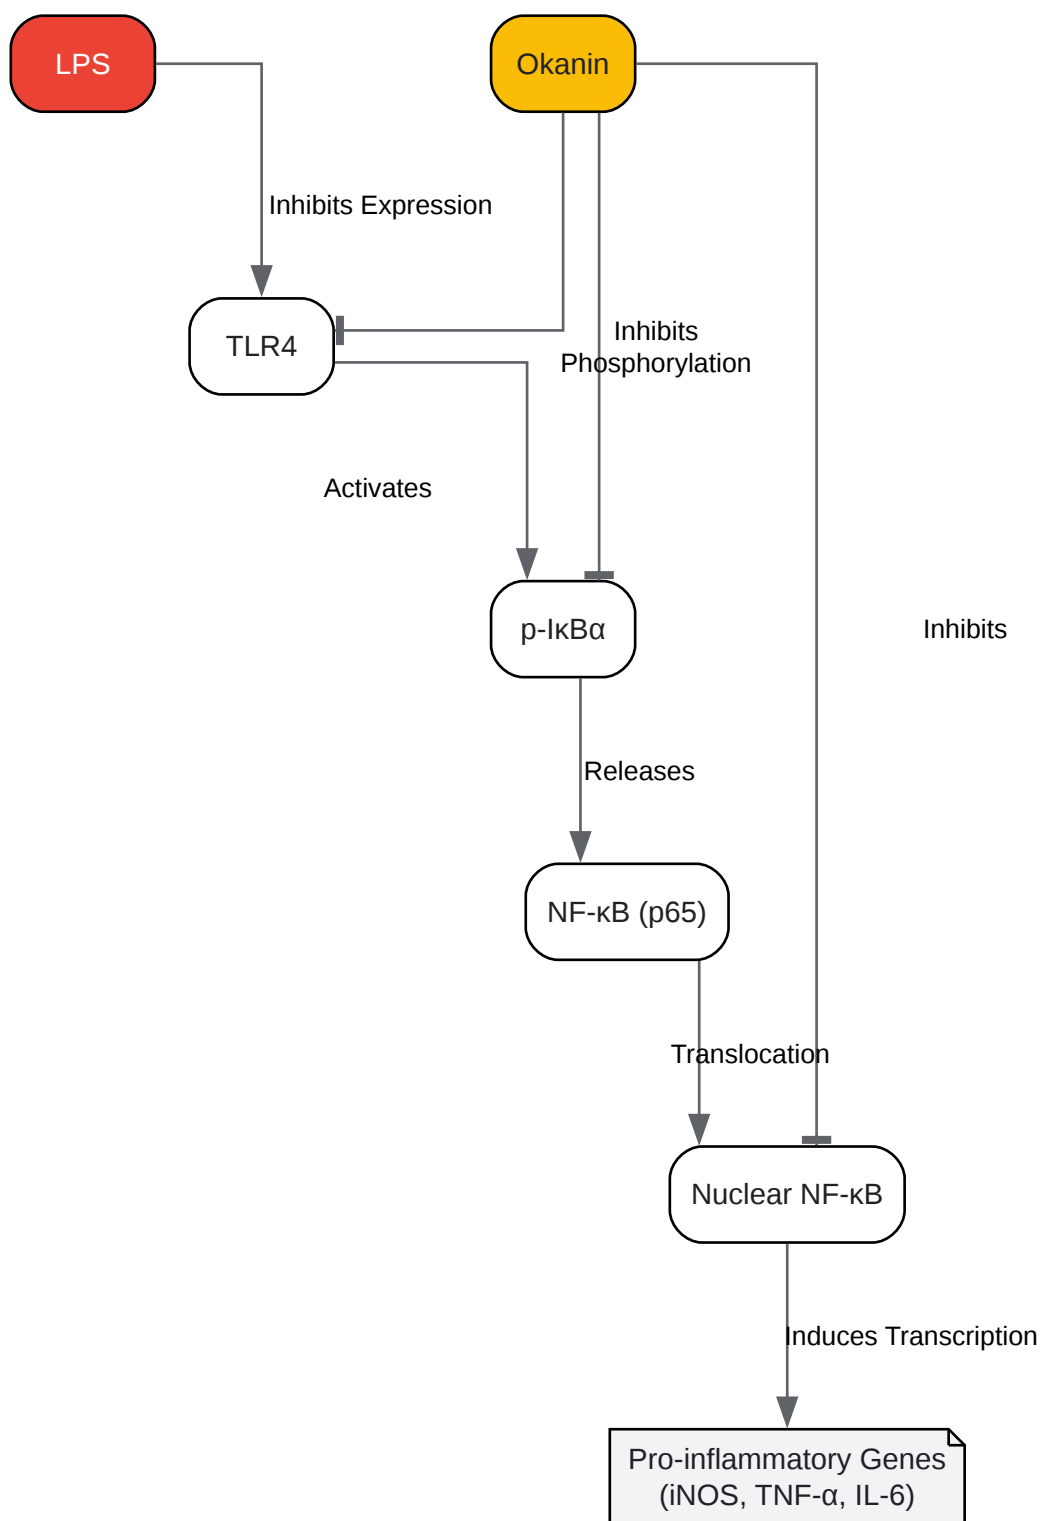 LPS
Okanin
Inhibits Expression
TLR4
Inhibits
Phosphorylation
Activates
p-IκBα
Inhibits
Releases
NF-κB (p65)
Translocation
Nuclear NF-κB
Induces Transcription
Pro-inflammatory Genes
(iNOS, TNF-α, IL-6)